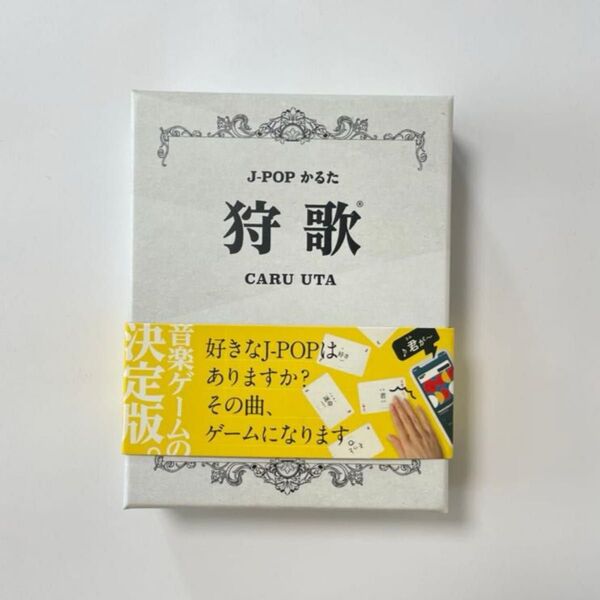 J-POP かるた
狩歌®
CARU UTA
音楽ゲームの
決定版。
好きなJ-POPは
ありますか?
その曲、
ゲームになります
♪君が〜
好き